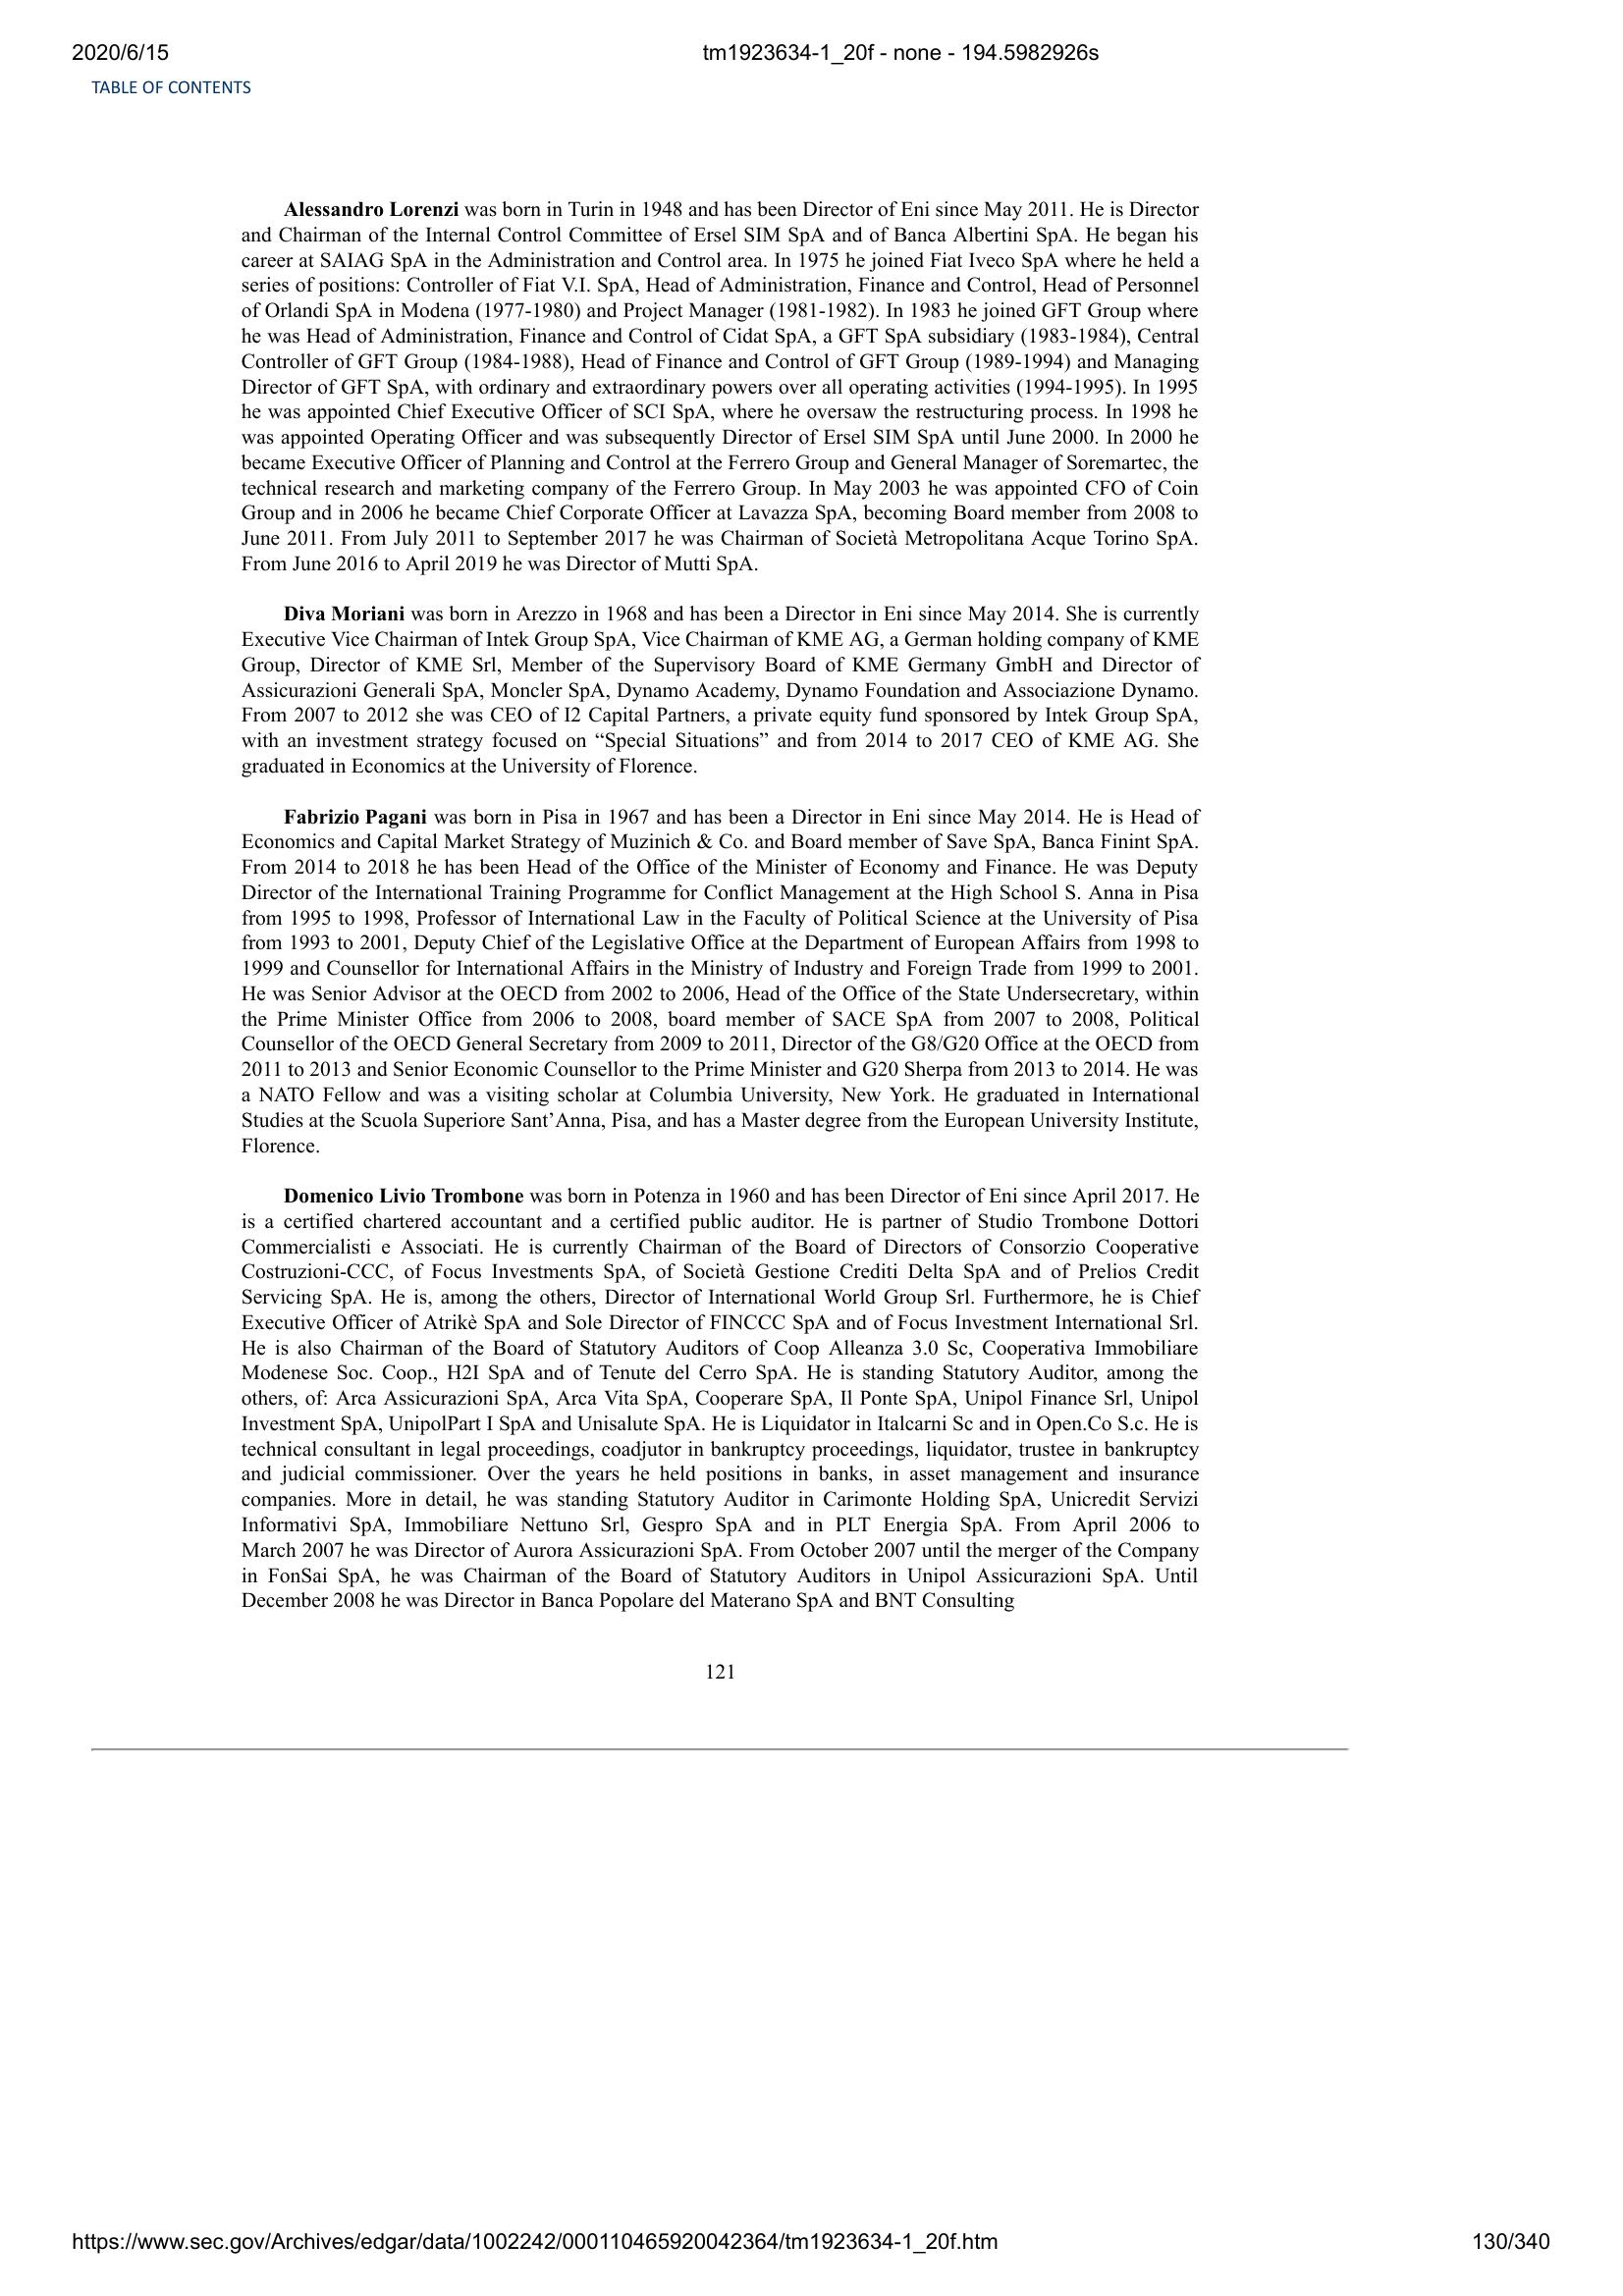 2020/6/15
tm1923634-1_20f - none - 194.5982926s
TABLE OF CONTENTS
Alessandro Lorenzi was born in Turin in 1948 and has been Director of Eni since May 2011. He is Director
and Chairman of the Internal Control Committee of Ersel SIM SpA and of Banca Albertini SpA. He began his
career at SAIAG SpA in the Administration and Control area. In 1975 he joined Fiat Iveco SpA where he held a
series of positions: Controller of Fiat V.I. SpA, Head of Administration, Finance and Control, Head of Personnel
of Orlandi SpA in Modena (1977-1980) and Project Manager (1981-1982). In 1983 he joined GFT Group where
he was Head of Administration, Finance and Control of Cidat SpA, a GFT SpA subsidiary (1983-1984), Central
Controller of GFT Group (1984-1988), Head of Finance and Control of GFT Group (1989-1994) and Managing
Director of GFT SpA, with ordinary and extraordinary powers over all operating activities (1994-1995). In 1995
he was appointed Chief Executive Officer of SCI SpA, where he oversaw the restructuring process. In 1998 he
was appointed Operating Officer and was subsequently Director of Ersel SIM SpA until June 2000. In 2000 he
became Executive Officer of Planning and Control at the Ferrero Group and General Manager of Soremartec, the
technical research and marketing company of the Ferrero Group. In May 2003 he was appointed CFO of Coin
Group and in 2006 he became Chief Corporate Officer at Lavazza SpA, becoming Board member from 2008 to
June 2011. From July 2011 to September 2017 he was Chairman of Società Metropolitana Acque Torino SpA.
From June 2016 to April 2019 he was Director of Mutti SpA.
Diva Moriani was born in Arezzo in 1968 and has been a Director in Eni since May 2014. She is currently
Executive Vice Chairman of Intek Group SpA, Vice Chairman of KME AG, a German holding company of KME
Group, Director of KME Srl, Member of the Supervisory Board of KME Germany GmbH and Director of
Assicurazioni Generali SpA, Moncler SpA, Dynamo Academy, Dynamo Foundation and Associazione Dynamo.
From 2007 to 2012 she was CEO of I2 Capital Partners, a private equity fund sponsored by Intek Group SpA,
with an investment strategy focused on “Special Situations” and from 2014 to 2017 CEO of KME AG. She
graduated in Economics at the University of Florence.
Fabrizio Pagani was born in Pisa in 1967 and has been a Director in Eni since May 2014. He is Head of
Economics and Capital Market Strategy of Muzinich & Co. and Board member of Save SpA, Banca Finint SpA.
From 2014 to 2018 he has been Head of the Office of the Minister of Economy and Finance. He was Deputy
Director of the International Training Programme for Conflict Management at the High School S. Anna in Pisa
from 1995 to 1998, Professor of International Law in the Faculty of Political Science at the University of Pisa
from 1993 to 2001, Deputy Chief of the Legislative Office at the Department of European Affairs from 1998 to
1999 and Counsellor for International Affairs in the Ministry of Industry and Foreign Trade from 1999 to 2001.
He was Senior Advisor at the OECD from 2002 to 2006, Head of the Office of the State Undersecretary, within
the Prime Minister Office from 2006 to 2008, board member of SACE SpA from 2007 to 2008, Political
Counsellor of the OECD General Secretary from 2009 to 2011, Director of the G8/G20 Office at the OECD from
2011 to 2013 and Senior Economic Counsellor to the Prime Minister and G20 Sherpa from 2013 to 2014. He was
a NATO Fellow and was a visiting scholar at Columbia University, New York. He graduated in International
Studies at the Scuola Superiore Sant’Anna, Pisa, and has a Master degree from the European University Institute,
Florence.
Domenico Livio Trombone was born in Potenza in 1960 and has been Director of Eni since April 2017. He
is a certified chartered accountant and a certified public auditor. He is partner of Studio Trombone Dottori
Commercialisti e Associati. He is currently Chairman of the Board of Directors of Consorzio Cooperative
Costruzioni-CCC, of Focus Investments SpA, of Società Gestione Crediti Delta SpA and of Prelios Credit
Servicing SpA. He is, among the others, Director of International World Group Srl. Furthermore, he is Chief
Executive Officer of Atrikè SpA and Sole Director of FINCCC SpA and of Focus Investment International Srl.
He is also Chairman of the Board of Statutory Auditors of Coop Alleanza 3.0 Sc, Cooperativa Immobiliare
Modenese Soc. Coop., H2I SpA and of Tenute del Cerro SpA. He is standing Statutory Auditor, among the
others, of: Arca Assicurazioni SpA, Arca Vita SpA, Cooperare SpA, Il Ponte SpA, Unipol Finance Srl, Unipol
Investment SpA, UnipolPart I SpA and Unisalute SpA. He is Liquidator in Italcarni Sc and in Open.Co S.c. He is
technical consultant in legal proceedings, coadjutor in bankruptcy proceedings, liquidator, trustee in bankruptcy
and judicial commissioner. Over the years he held positions in banks, in asset management and insurance
companies. More in detail, he was standing Statutory Auditor in Carimonte Holding SpA, Unicredit Servizi
Informativi SpA, Immobiliare Nettuno Srl, Gespro SpA and in PLT Energia SpA. From April 2006 to
March 2007 he was Director of Aurora Assicurazioni SpA. From October 2007 until the merger of the Company
in FonSai SpA, he was Chairman of the Board of Statutory Auditors in Unipol Assicurazioni SpA. Until
December 2008 he was Director in Banca Popolare del Materano SpA and BNT Consulting
121
https://www.sec.gov/Archives/edgar/data/1002242/000110465920042364/tm1923634-1_20f.htm
130/340